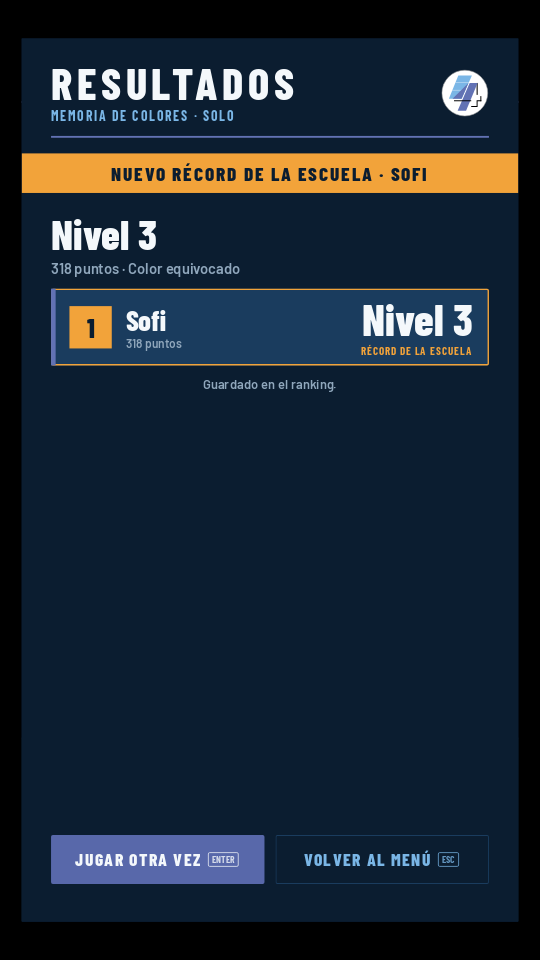 RESULTADOS
MEMORIA DE COLORES · SOLO
NUEVO RÉCORD DE LA ESCUELA · SOFI
Nivel 3
318 puntos · Color equivocado
1
Sofi
318 puntos
Nivel 3
RÉCORD DE LA ESCUELA
Guardado en el ranking.
JUGAR OTRA VEZ ENTER
VOLVER AL MENÚ ESC